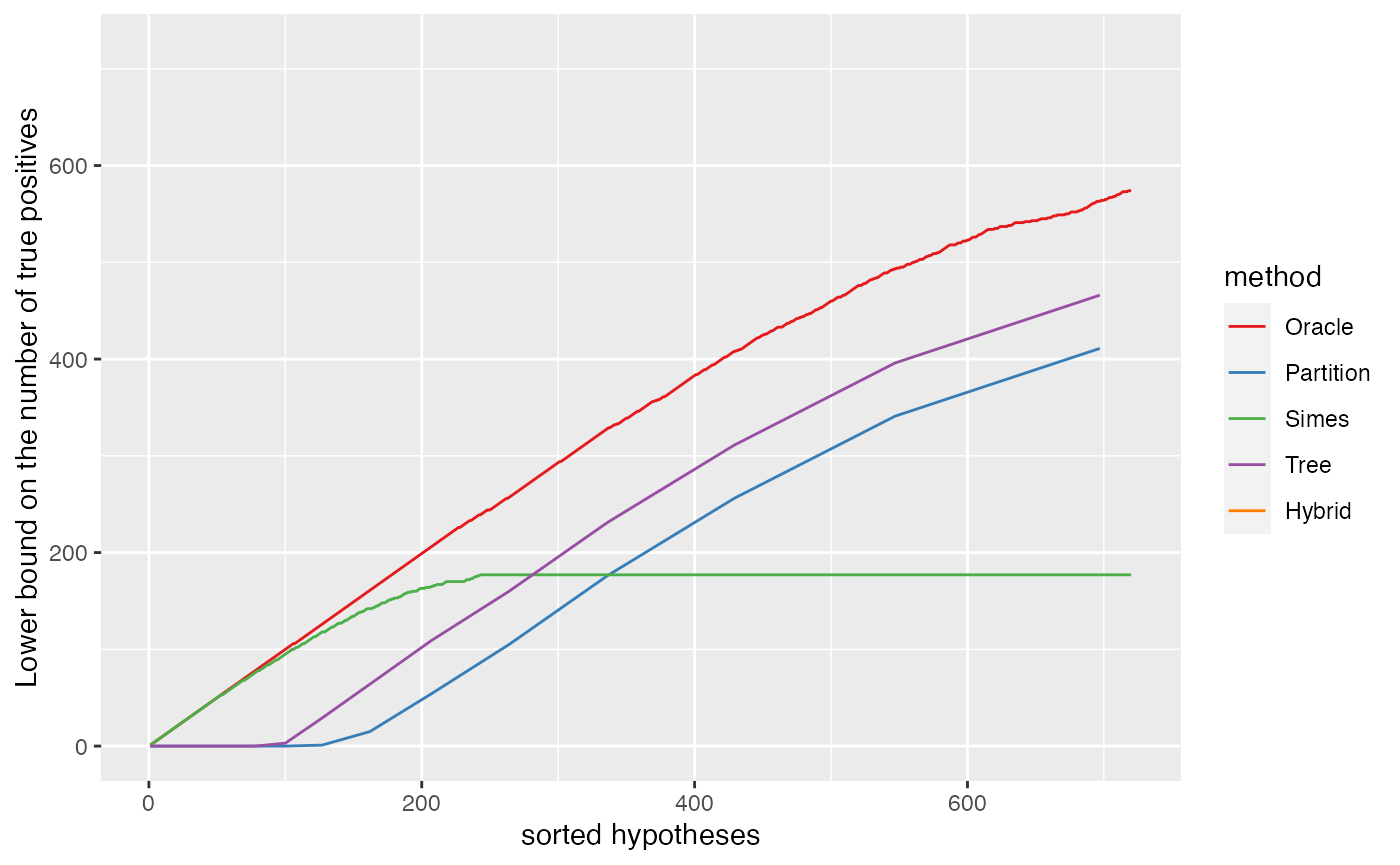 Lower bound on the number of true positives
600
400
200
0
0
200
400
600
sorted hypotheses
method
Oracle
Partition
Simes
Tree
Hybrid